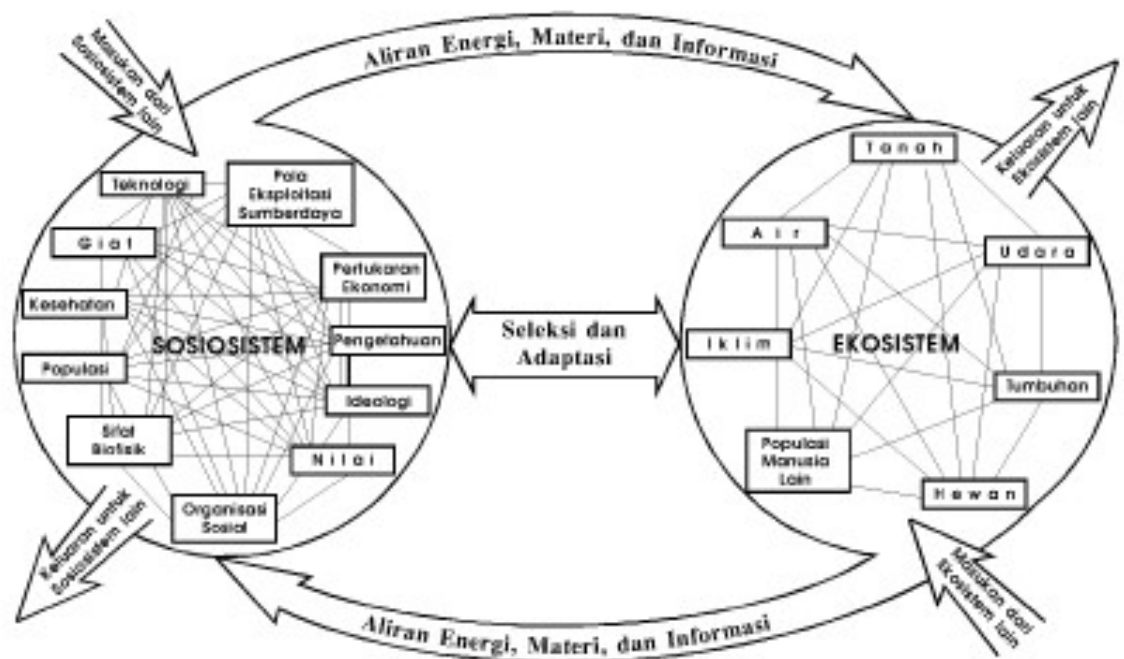 Aliran Energi, Materi, dan Informasi
Masukan dari
Sosiosistem lain
Keluaran untuk
Ekosistem lain
Teknologi
Pola
Eksploitasi
Sumberdaya
Giat
Pertukaran
Ekonomi
Kesehatan
SOSIOSISTEM
Pengetahuan
Populasi
Ideologi
Sifat
Biofisik
Nilai
Organisasi
Sosial
Keluaran untuk
Sosiosistem lain
Seleksi dan
Adaptasi
Tanah
Air
Udara
Iklim
EKOSISTEM
Tumbuhan
Populasi
Manusia
Lain
Hewan
Masukan dari
Ekosistem lain
Aliran Energi, Materi, dan Informasi